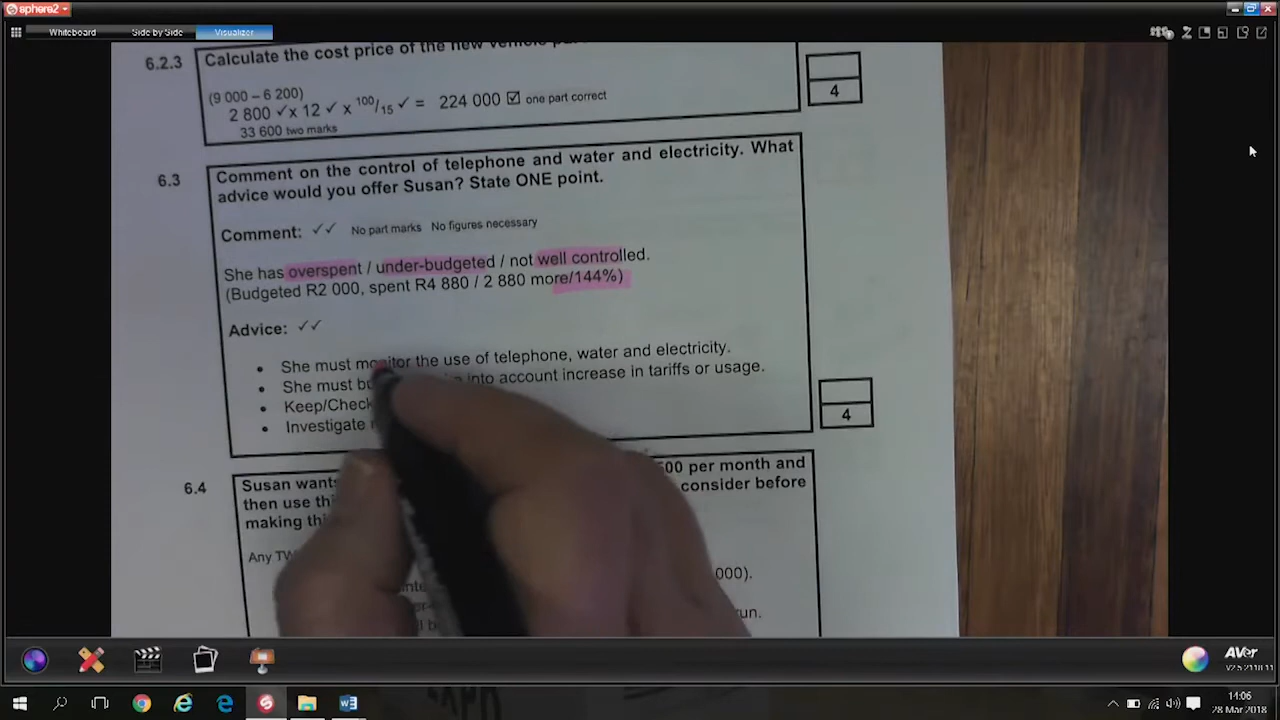 sphere2
Whiteboard
Side by Side
Visualizer
6.2.3
Calculate the cost price of the new vehicle
(9 000 – 6 200)
2 800 ✓x 12 ✓ x 100/15 ✓ = 224 000 ☑ one part correct
33 600 two marks
4
6.3
Comment on the control of telephone and water and electricity. What
advice would you offer Susan? State ONE point.
Comment: ✓✓ No part marks No figures necessary
She has overspent / under-budgeted / not well controlled.
(Budgeted R2 000, spent R4 880 / 2 880 more/144%)
Advice: ✓✓
• She must monitor the use of telephone, water and electricity.
• She must into account increase in tariffs or usage.
• Keep/Check
• Investigate
4
6.4
Susan wants per month and
then use consider before
making
Any
000).
run.
AVer
V2.5.2110.11
14:06
28 Mar 2018